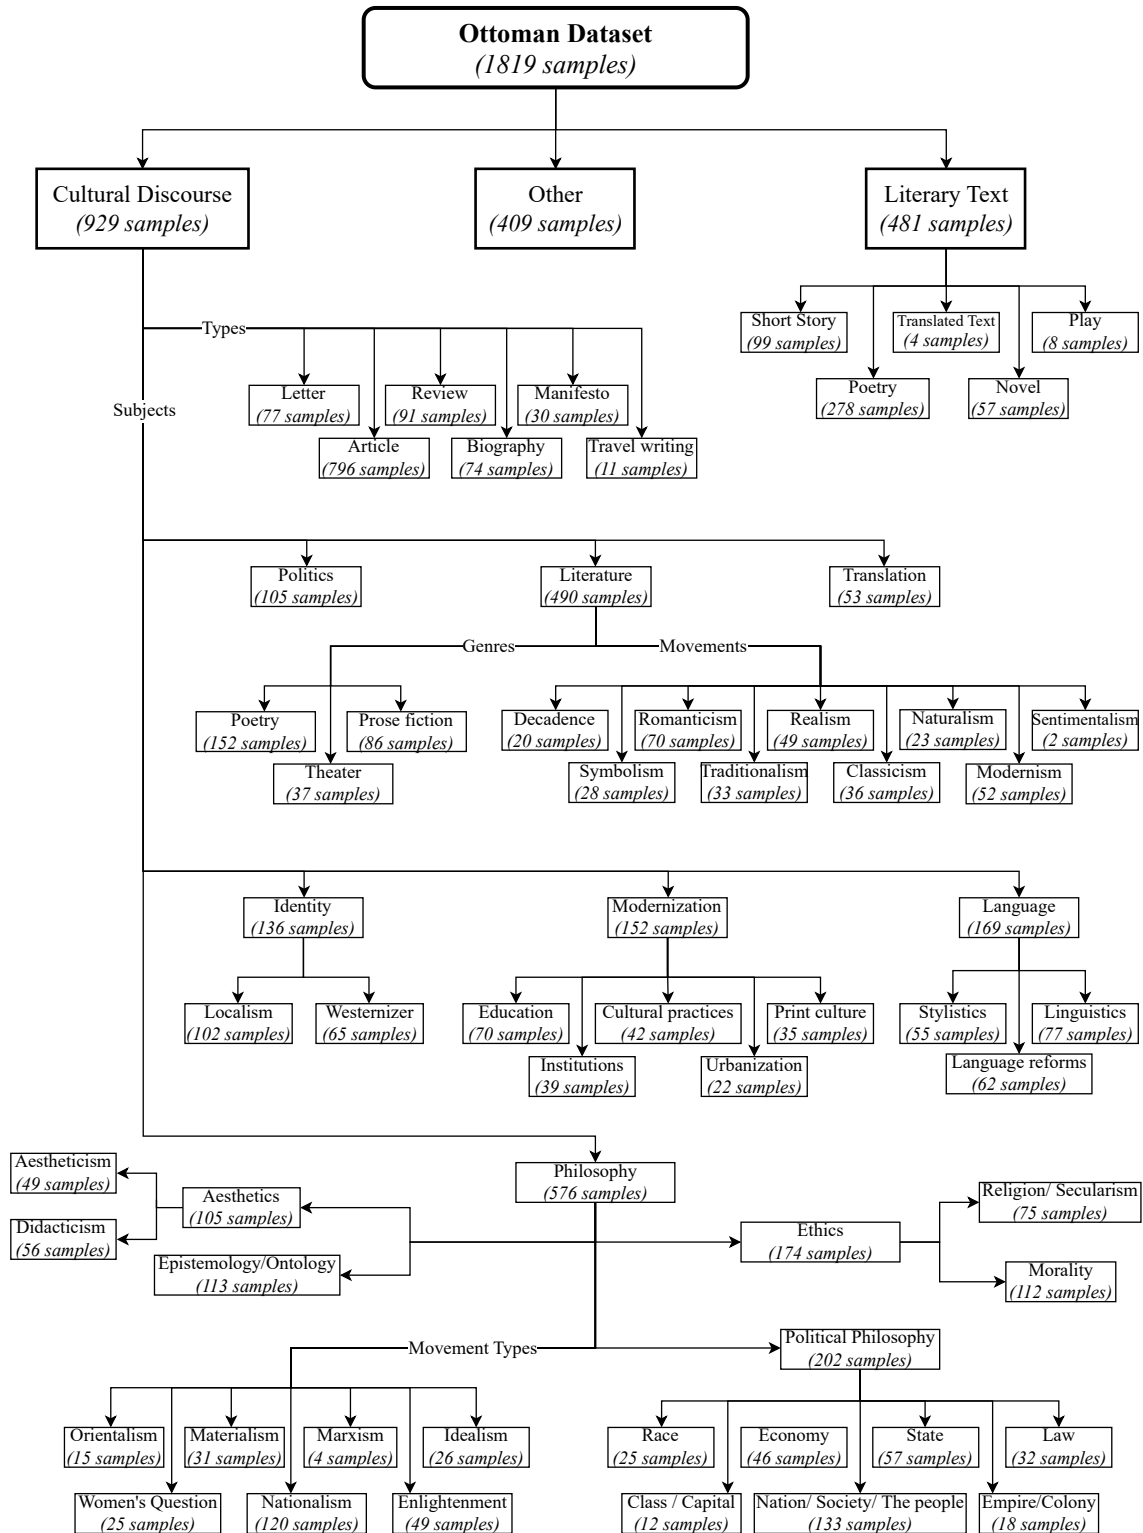 Ottoman Dataset
(1819 samples)
Cultural Discourse
(929 samples)
Other
(409 samples)
Literary Text
(481 samples)
Short Story
(99 samples)
Translated Text
(4 samples)
Play
(8 samples)
Poetry
(278 samples)
Novel
(57 samples)
Types
Letter
(77 samples)
Review
(91 samples)
Manifesto
(30 samples)
Article
(796 samples)
Biography
(74 samples)
Travel writing
(11 samples)
Subjects
Politics
(105 samples)
Literature
(490 samples)
Translation
(53 samples)
Genres
Movements
Poetry
(152 samples)
Prose fiction
(86 samples)
Theater
(37 samples)
Decadence
(20 samples)
Romanticism
(70 samples)
Realism
(49 samples)
Naturalism
(23 samples)
Sentimentalism
(2 samples)
Symbolism
(28 samples)
Traditionalism
(33 samples)
Classicism
(36 samples)
Modernism
(52 samples)
Identity
(136 samples)
Modernization
(152 samples)
Language
(169 samples)
Localism
(102 samples)
Westernizer
(65 samples)
Education
(70 samples)
Cultural practices
(42 samples)
Print culture
(35 samples)
Institutions
(39 samples)
Urbanization
(22 samples)
Stylistics
(55 samples)
Linguistics
(77 samples)
Language reforms
(62 samples)
Philosophy
(576 samples)
Aestheticism
(49 samples)
Aesthetics
(105 samples)
Didacticism
(56 samples)
Epistemology/Ontology
(113 samples)
Ethics
(174 samples)
Religion/ Secularism
(75 samples)
Morality
(112 samples)
Movement Types
Political Philosophy
(202 samples)
Orientalism
(15 samples)
Materialism
(31 samples)
Marxism
(4 samples)
Idealism
(26 samples)
Women's Question
(25 samples)
Nationalism
(120 samples)
Enlightenment
(49 samples)
Race
(25 samples)
Economy
(46 samples)
State
(57 samples)
Law
(32 samples)
Class / Capital
(12 samples)
Nation/ Society/ The people
(133 samples)
Empire/Colony
(18 samples)